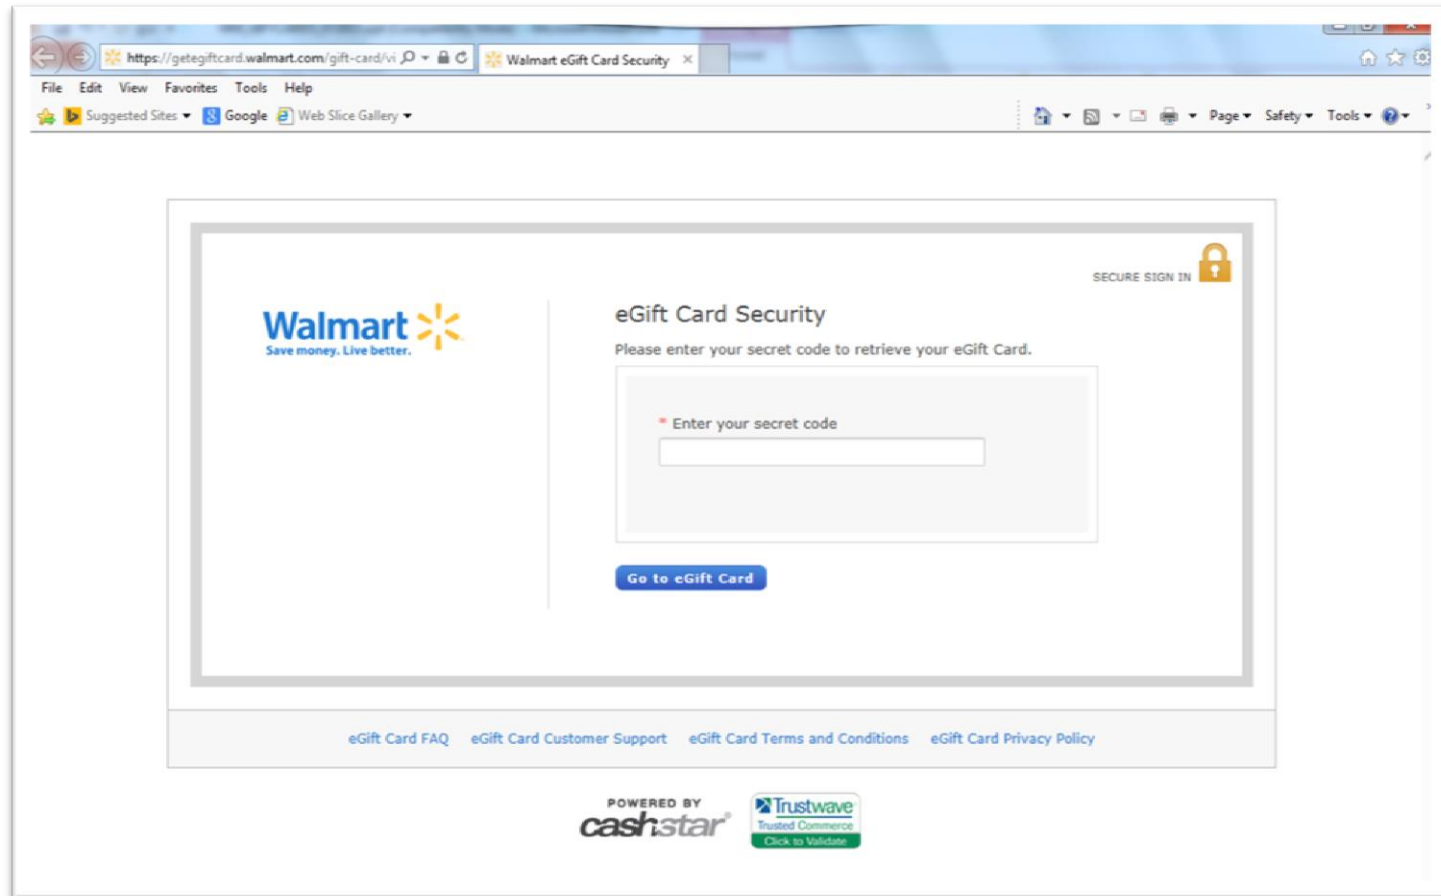 https://getegiftcard.walmart.com/gift-card/vi
Walmart eGift Card Security
File Edit View Favorites Tools Help
Suggested Sites Google Web Slice Gallery
Page Safety Tools
SECURE SIGN IN
Walmart
Save money. Live better.
eGift Card Security
Please enter your secret code to retrieve your eGift Card.
* Enter your secret code
Go to eGift Card
eGift Card FAQ eGift Card Customer Support eGift Card Terms and Conditions eGift Card Privacy Policy
POWERED BY
cashstar®
Trustwave®
Trusted Commerce
Click to Validate